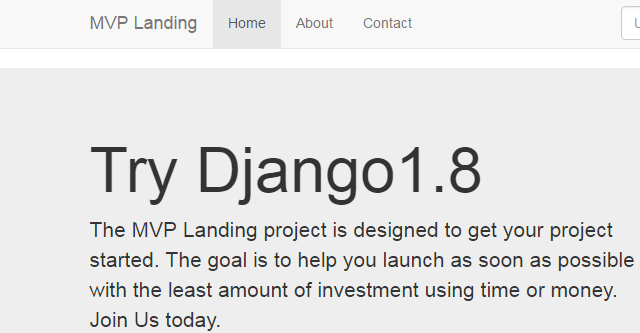 MVP Landing Home About Contact U
Try Django1.8
The MVP Landing project is designed to get your project
started. The goal is to help you launch as soon as possible
with the least amount of investment using time or money.
Join Us today.